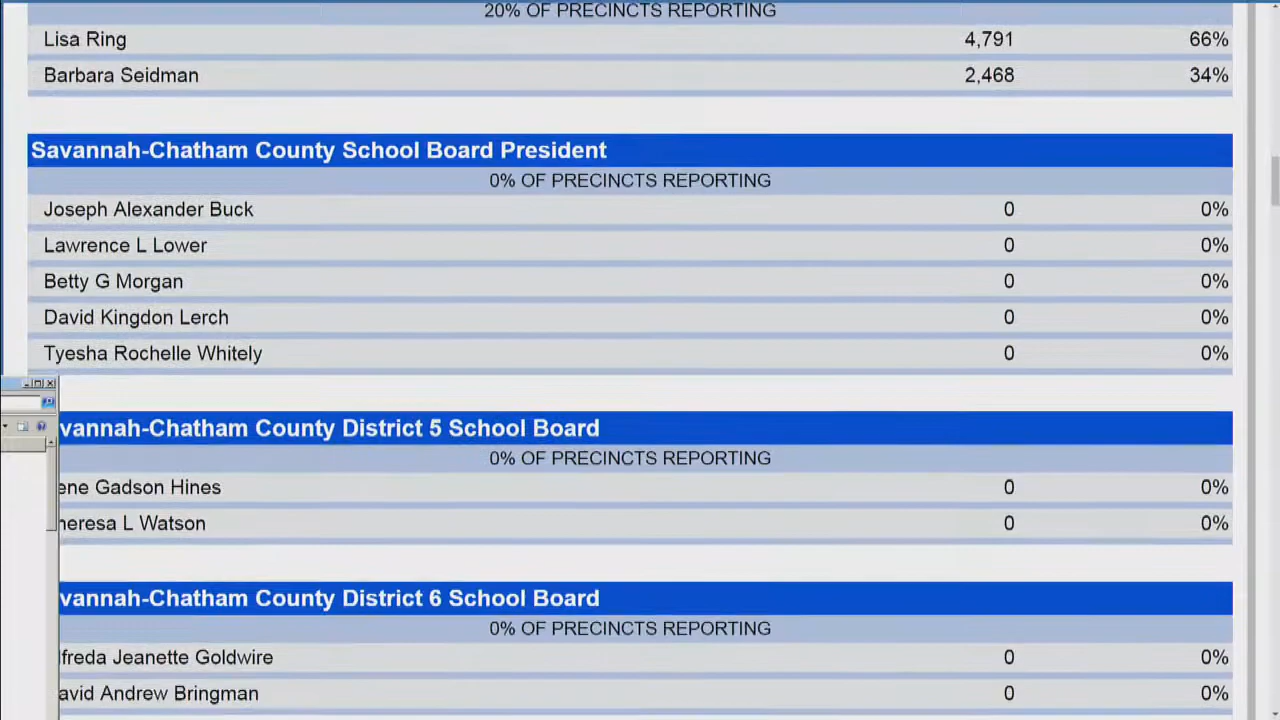 20% OF PRECINCTS REPORTING
Lisa Ring 4,791 66%
Barbara Seidman 2,468 34%
Savannah-Chatham County School Board President
0% OF PRECINCTS REPORTING
Joseph Alexander Buck 0 0%
Lawrence L Lower 0 0%
Betty G Morgan 0 0%
David Kingdon Lerch 0 0%
Tyesha Rochelle Whitely 0 0%
vannah-Chatham County District 5 School Board
0% OF PRECINCTS REPORTING
ene Gadson Hines 0 0%
heresa L Watson 0 0%
vannah-Chatham County District 6 School Board
0% OF PRECINCTS REPORTING
lfreda Jeanette Goldwire 0 0%
avid Andrew Bringman 0 0%